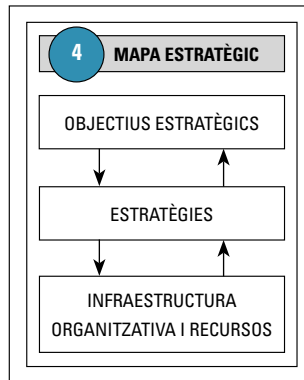 4 MAPA ESTRATÈGIC
OBJECTIUS ESTRATÈGICS
ESTRATÈGIES
INFRAESTRUCTURA
ORGANITZATIVA I RECURSOS